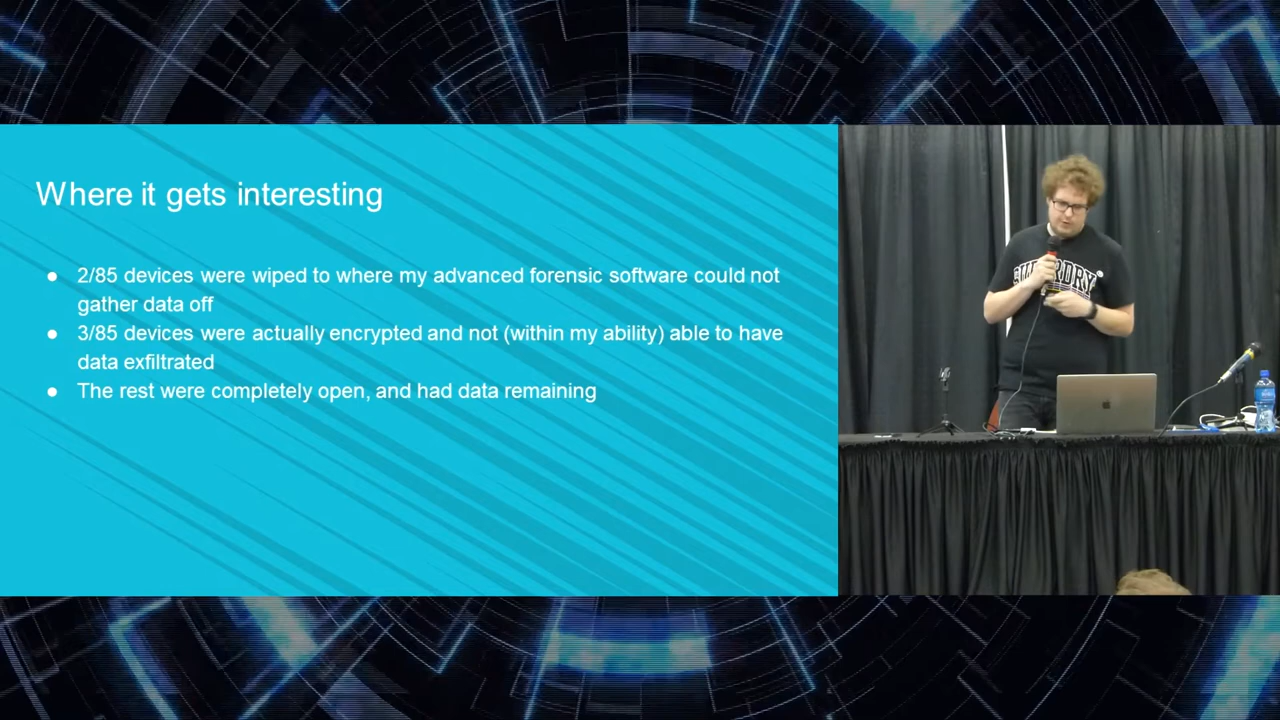 Where it gets interesting
● 2/85 devices were wiped to where my advanced forensic software could not
gather data off
● 3/85 devices were actually encrypted and not (within my ability) able to have
data exfiltrated
● The rest were completely open, and had data remaining